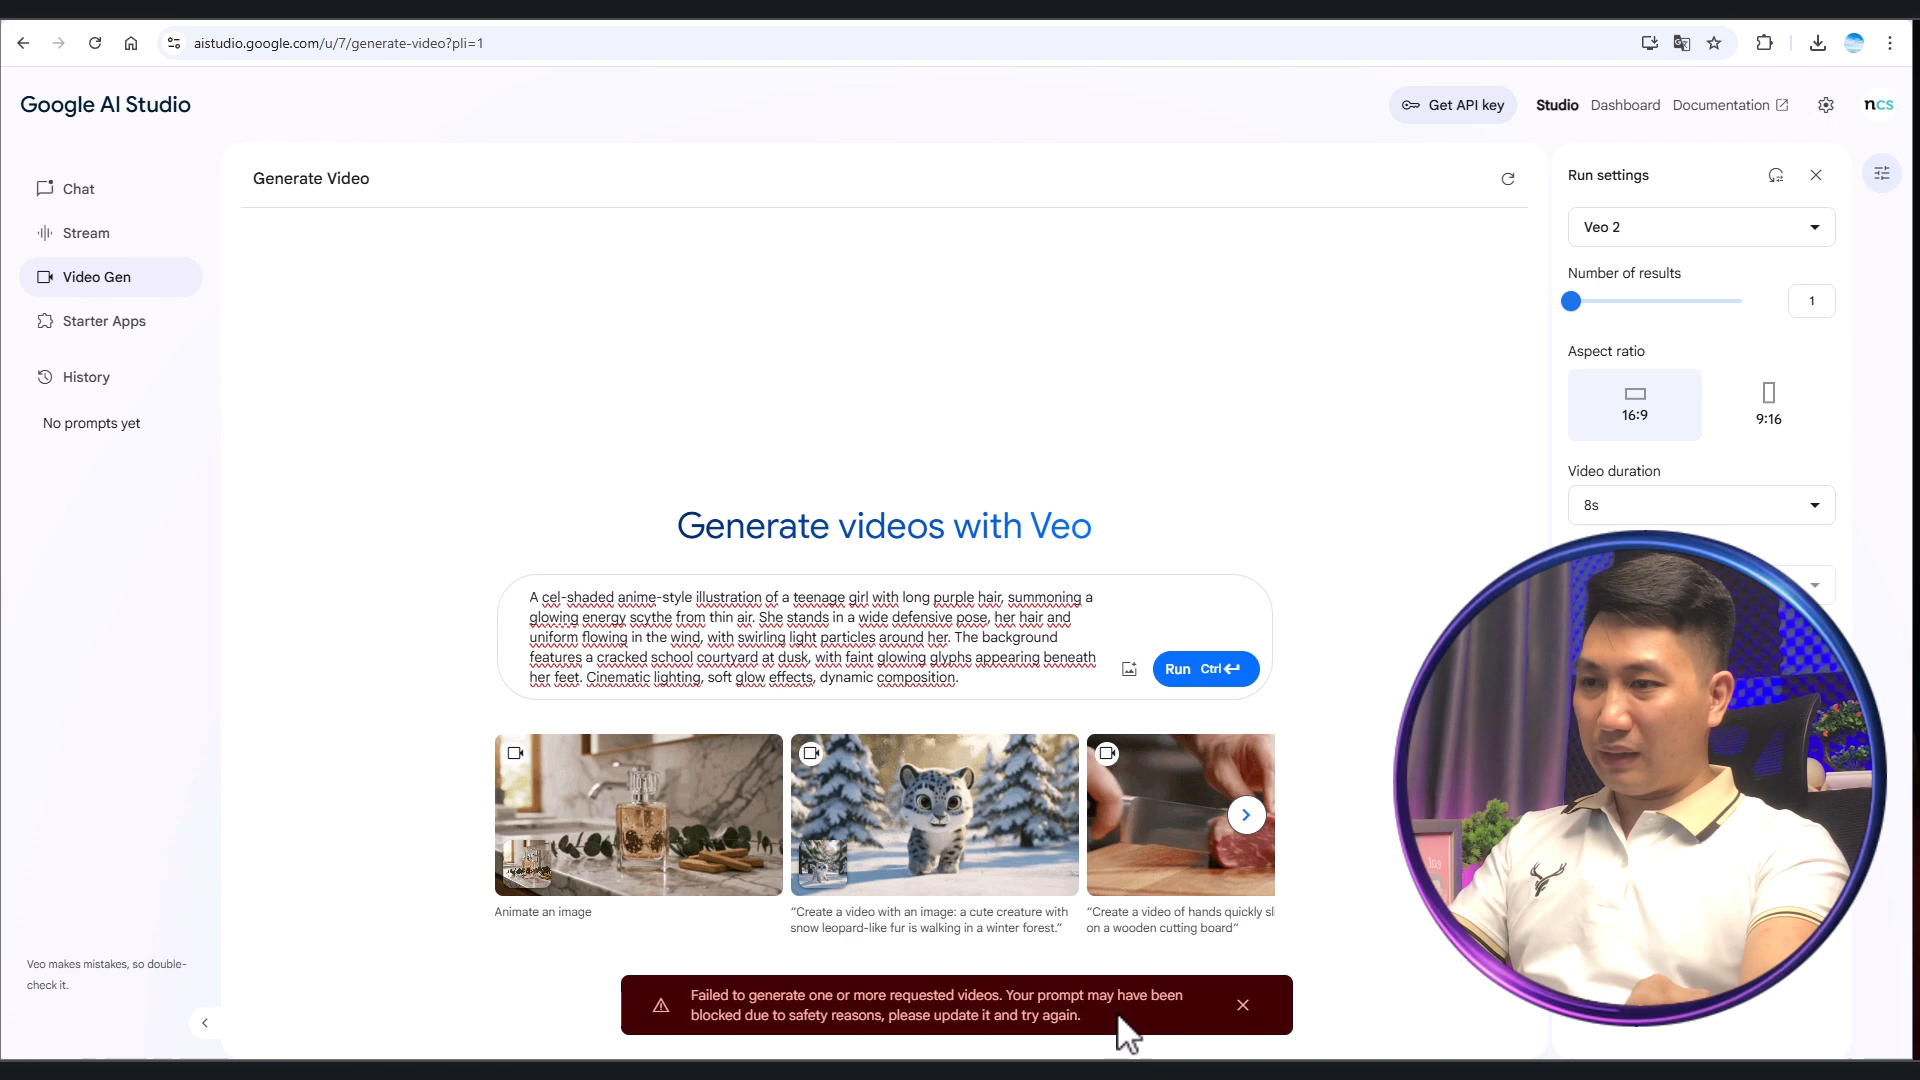 aistudio.google.com/u/7/generate-video?pli=1
Google AI Studio
Get API key
Studio
Dashboard
Documentation
ncs
Chat
Stream
Video Gen
Starter Apps
History
No prompts yet
Veo makes mistakes, so double-
check it.
Generate Video
Generate videos with Veo
A cel-shaded anime-style illustration of a teenage girl with long purple hair, summoning a
glowing energy scythe from thin air. She stands in a wide defensive pose, her hair and
uniform flowing in the wind, with swirling light particles around her. The background
features a cracked school courtyard at dusk, with faint glowing glyphs appearing beneath
her feet. Cinematic lighting, soft glow effects, dynamic composition.
Run Ctrl
Animate an image
“Create a video with an image: a cute creature with
snow leopard-like fur is walking in a winter forest.”
“Create a video of hands quickly sli
on a wooden cutting board”
Failed to generate one or more requested videos. Your prompt may have been
blocked due to safety reasons, please update it and try again.
Run settings
Veo 2
Number of results
1
Aspect ratio
16:9
9:16
Video duration
8s